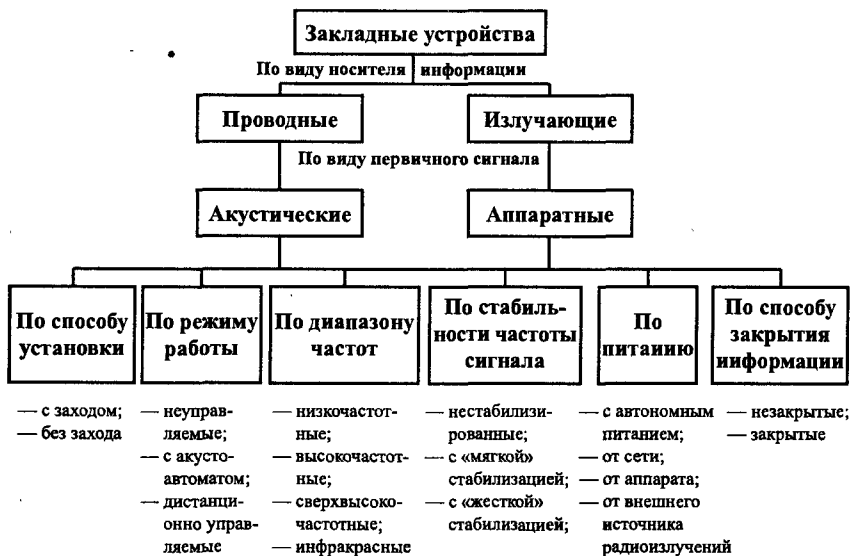 Закладные устройства
По виду носителя информации
Проводные
Излучающие
По виду первичного сигнала
Акустические
Аппаратные
По способу
установки
По режиму
работы
По диапазону
частот
По стабиль-
ности частоты
сигнала
По
питанию
По способу
закрытия
информации
— с заходом;
— без захода
— неуправ-
ляемые;
— с акусто-
автоматом;
— дистанци-
онно управ-
ляемые
— низкочастот-
ные;
— высокочастот-
ные;
— сверхвысоко-
частотные;
— инфракрасные
— нестабилизи-
рованные;
— с «мягкой»
стабилизацией;
— с «жесткой»
стабилизацией;
— с автономным
питанием;
— от сети;
— от аппарата;
— от внешнего
источника
радиоизлучений
— незакрытые;
— закрытые